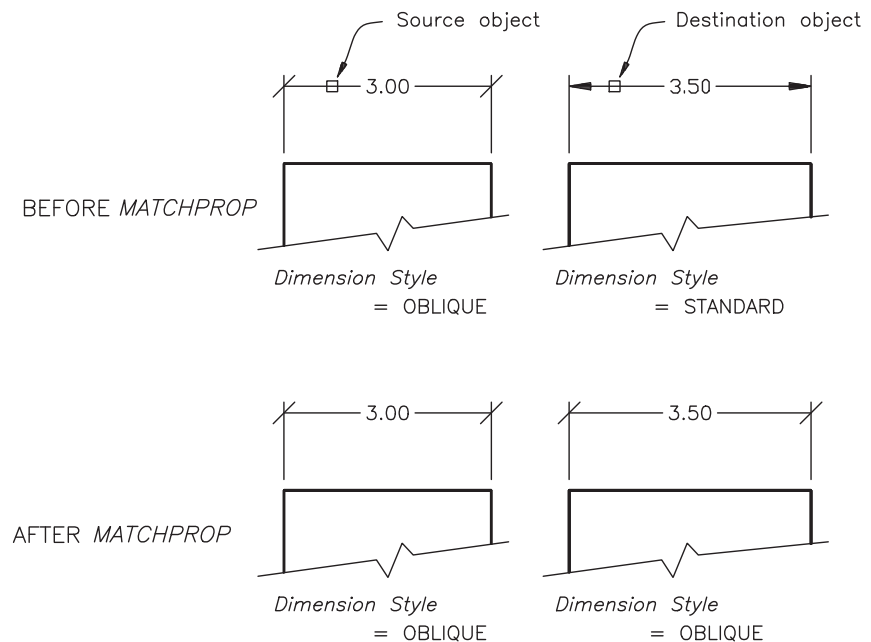 Source object
Destination object
3.00
3.50
BEFORE MATCHPROP
Dimension Style
= OBLIQUE
Dimension Style
= STANDARD
3.00
3.50
AFTER MATCHPROP
Dimension Style
= OBLIQUE
Dimension Style
= OBLIQUE